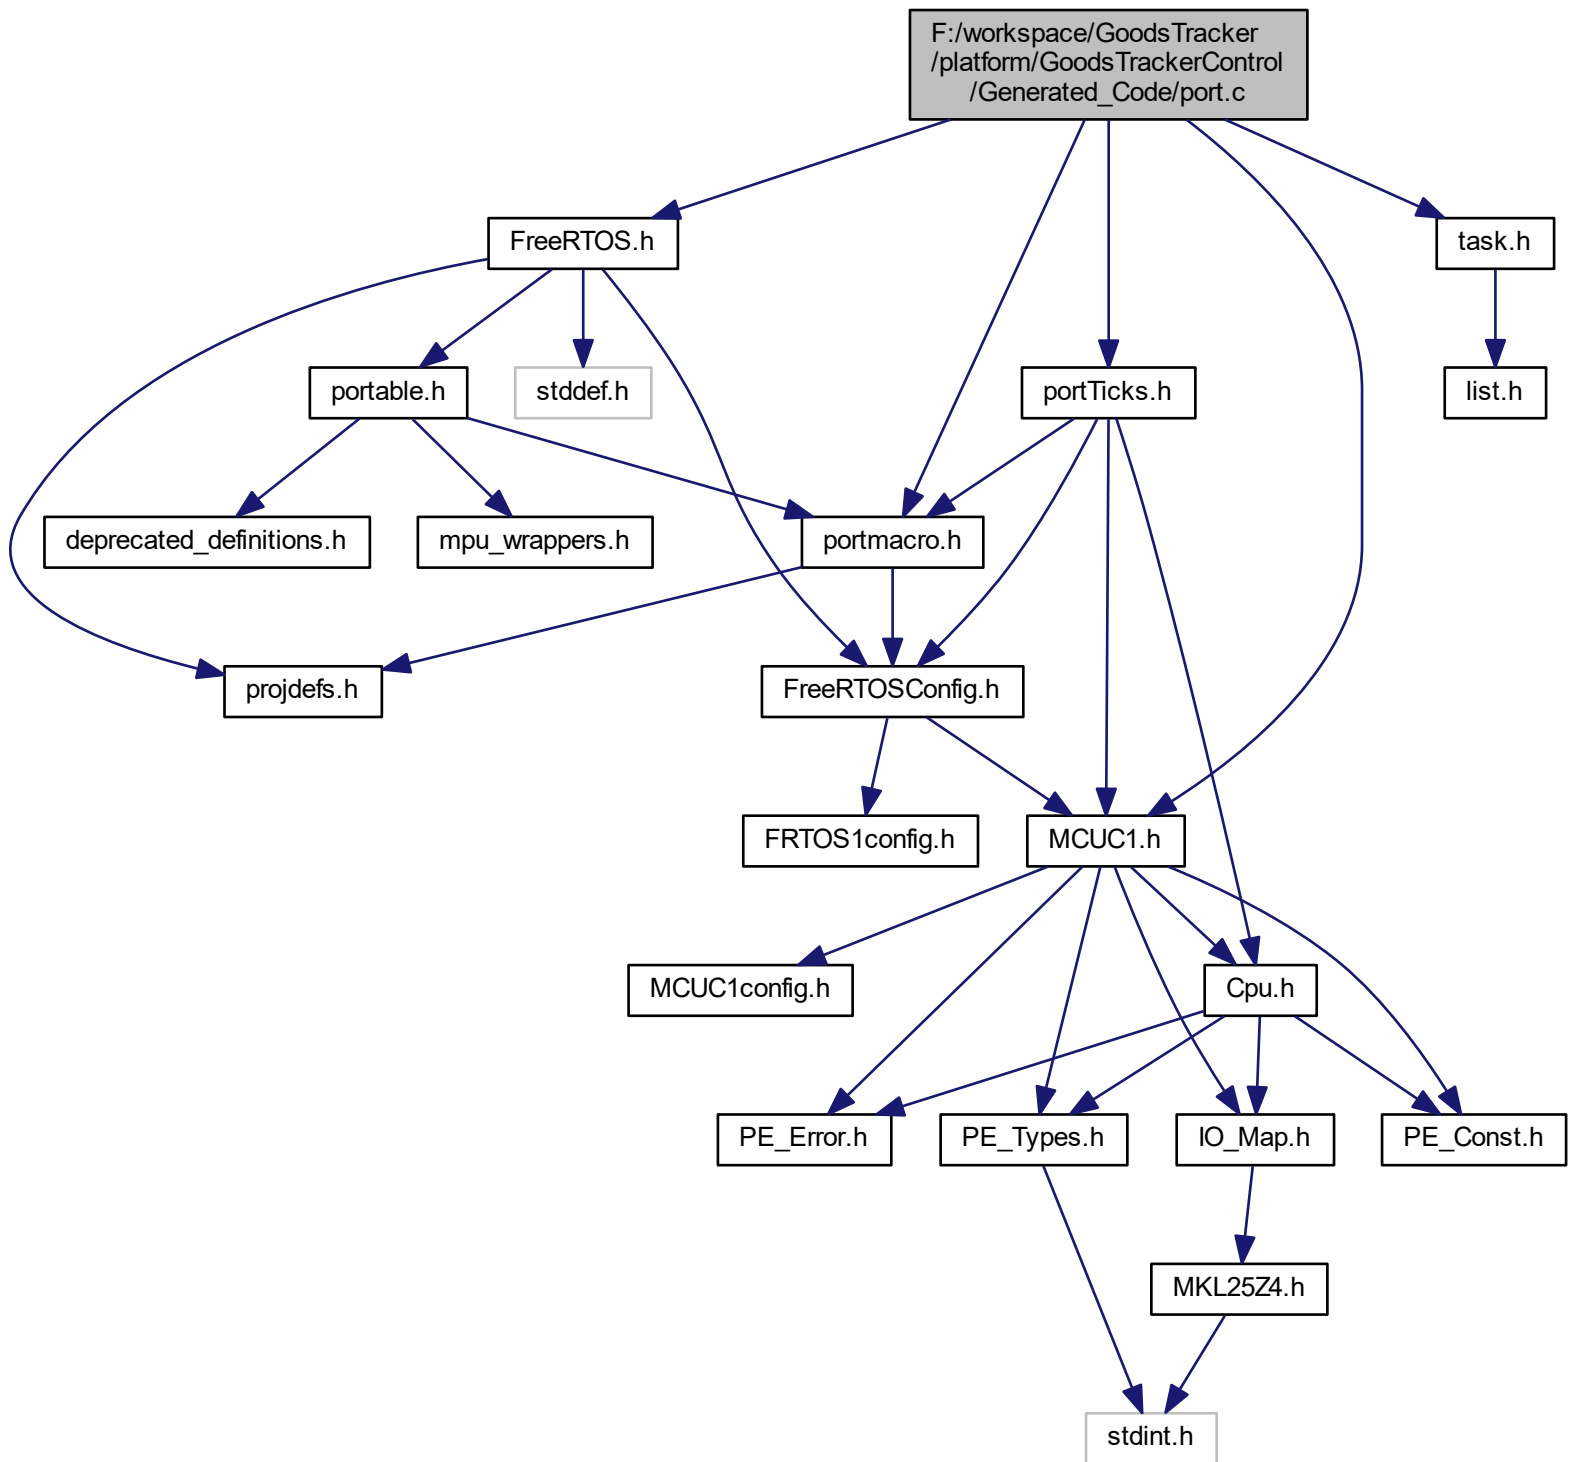 F:/workspace/GoodsTracker
/platform/GoodsTrackerControl
/Generated_Code/port.c
FreeRTOS.h
task.h
portable.h
stddef.h
portTicks.h
list.h
deprecated_definitions.h
mpu_wrappers.h
portmacro.h
projdefs.h
FreeRTOSConfig.h
FRTOS1config.h
MCUC1.h
MCUC1config.h
Cpu.h
PE_Error.h
PE_Types.h
IO_Map.h
PE_Const.h
MKL25Z4.h
stdint.h